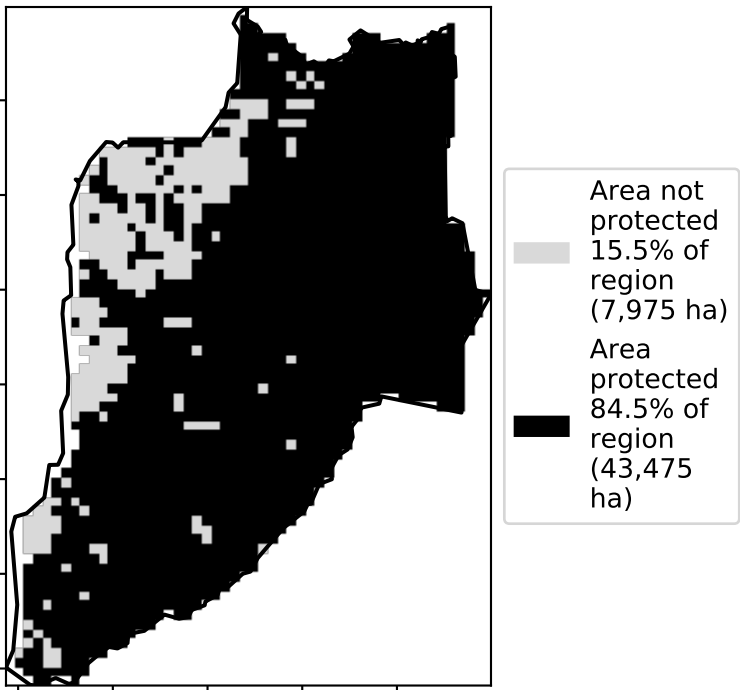 Area not
protected
15.5% of
region
(7,975 ha)
Area
protected
84.5% of
region
(43,475
ha)